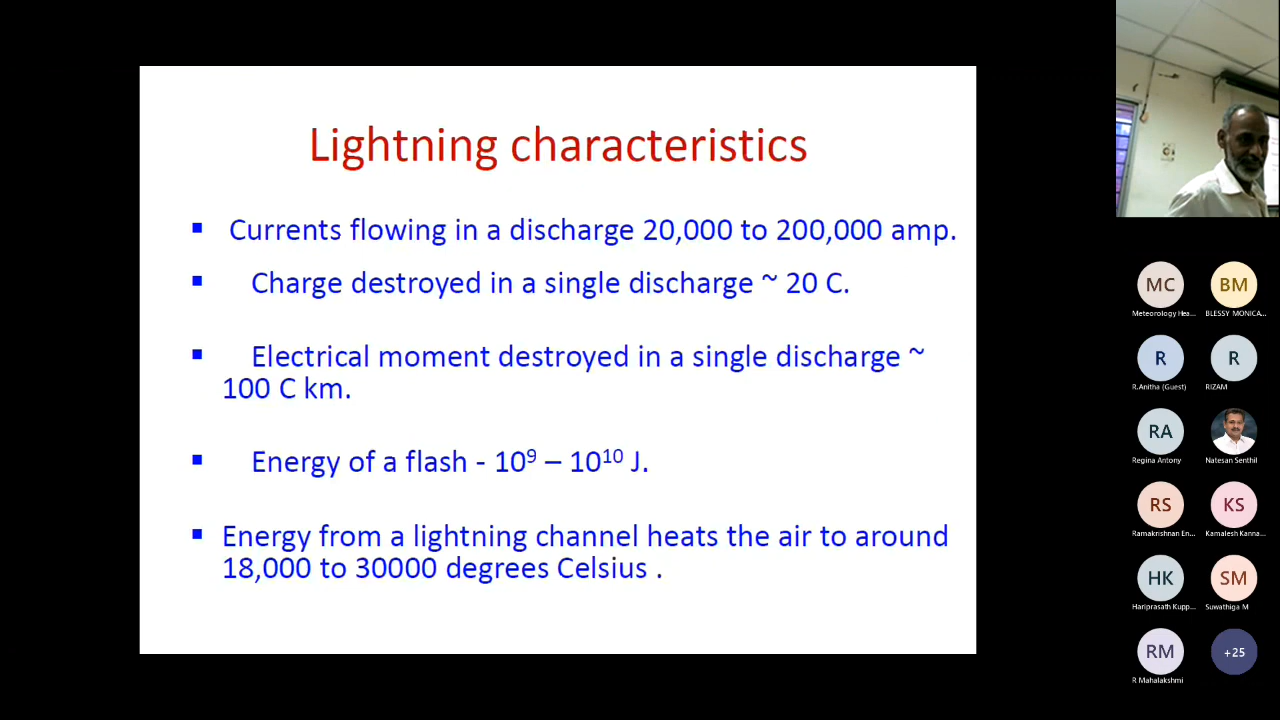 Lightning characteristics
▪ Currents flowing in a discharge 20,000 to 200,000 amp.
▪ Charge destroyed in a single discharge ~ 20 C.
▪ Electrical moment destroyed in a single discharge ~
100 C km.
▪ Energy of a flash - 10⁹ – 10¹⁰ J.
▪ Energy from a lightning channel heats the air to around
18,000 to 30000 degrees Celsius .
MC BM
Meteorology Hea... BLESSY MONICA...
R R
R.Anitha (Guest) RIZAM
RA
Regina Antony Natesan Senthil
RS KS
Ramakrishnan En... Kamalesh Kanna...
HK SM
Hariprasath Kupp... Suwathiga M
RM +25
R Mahalakshmi